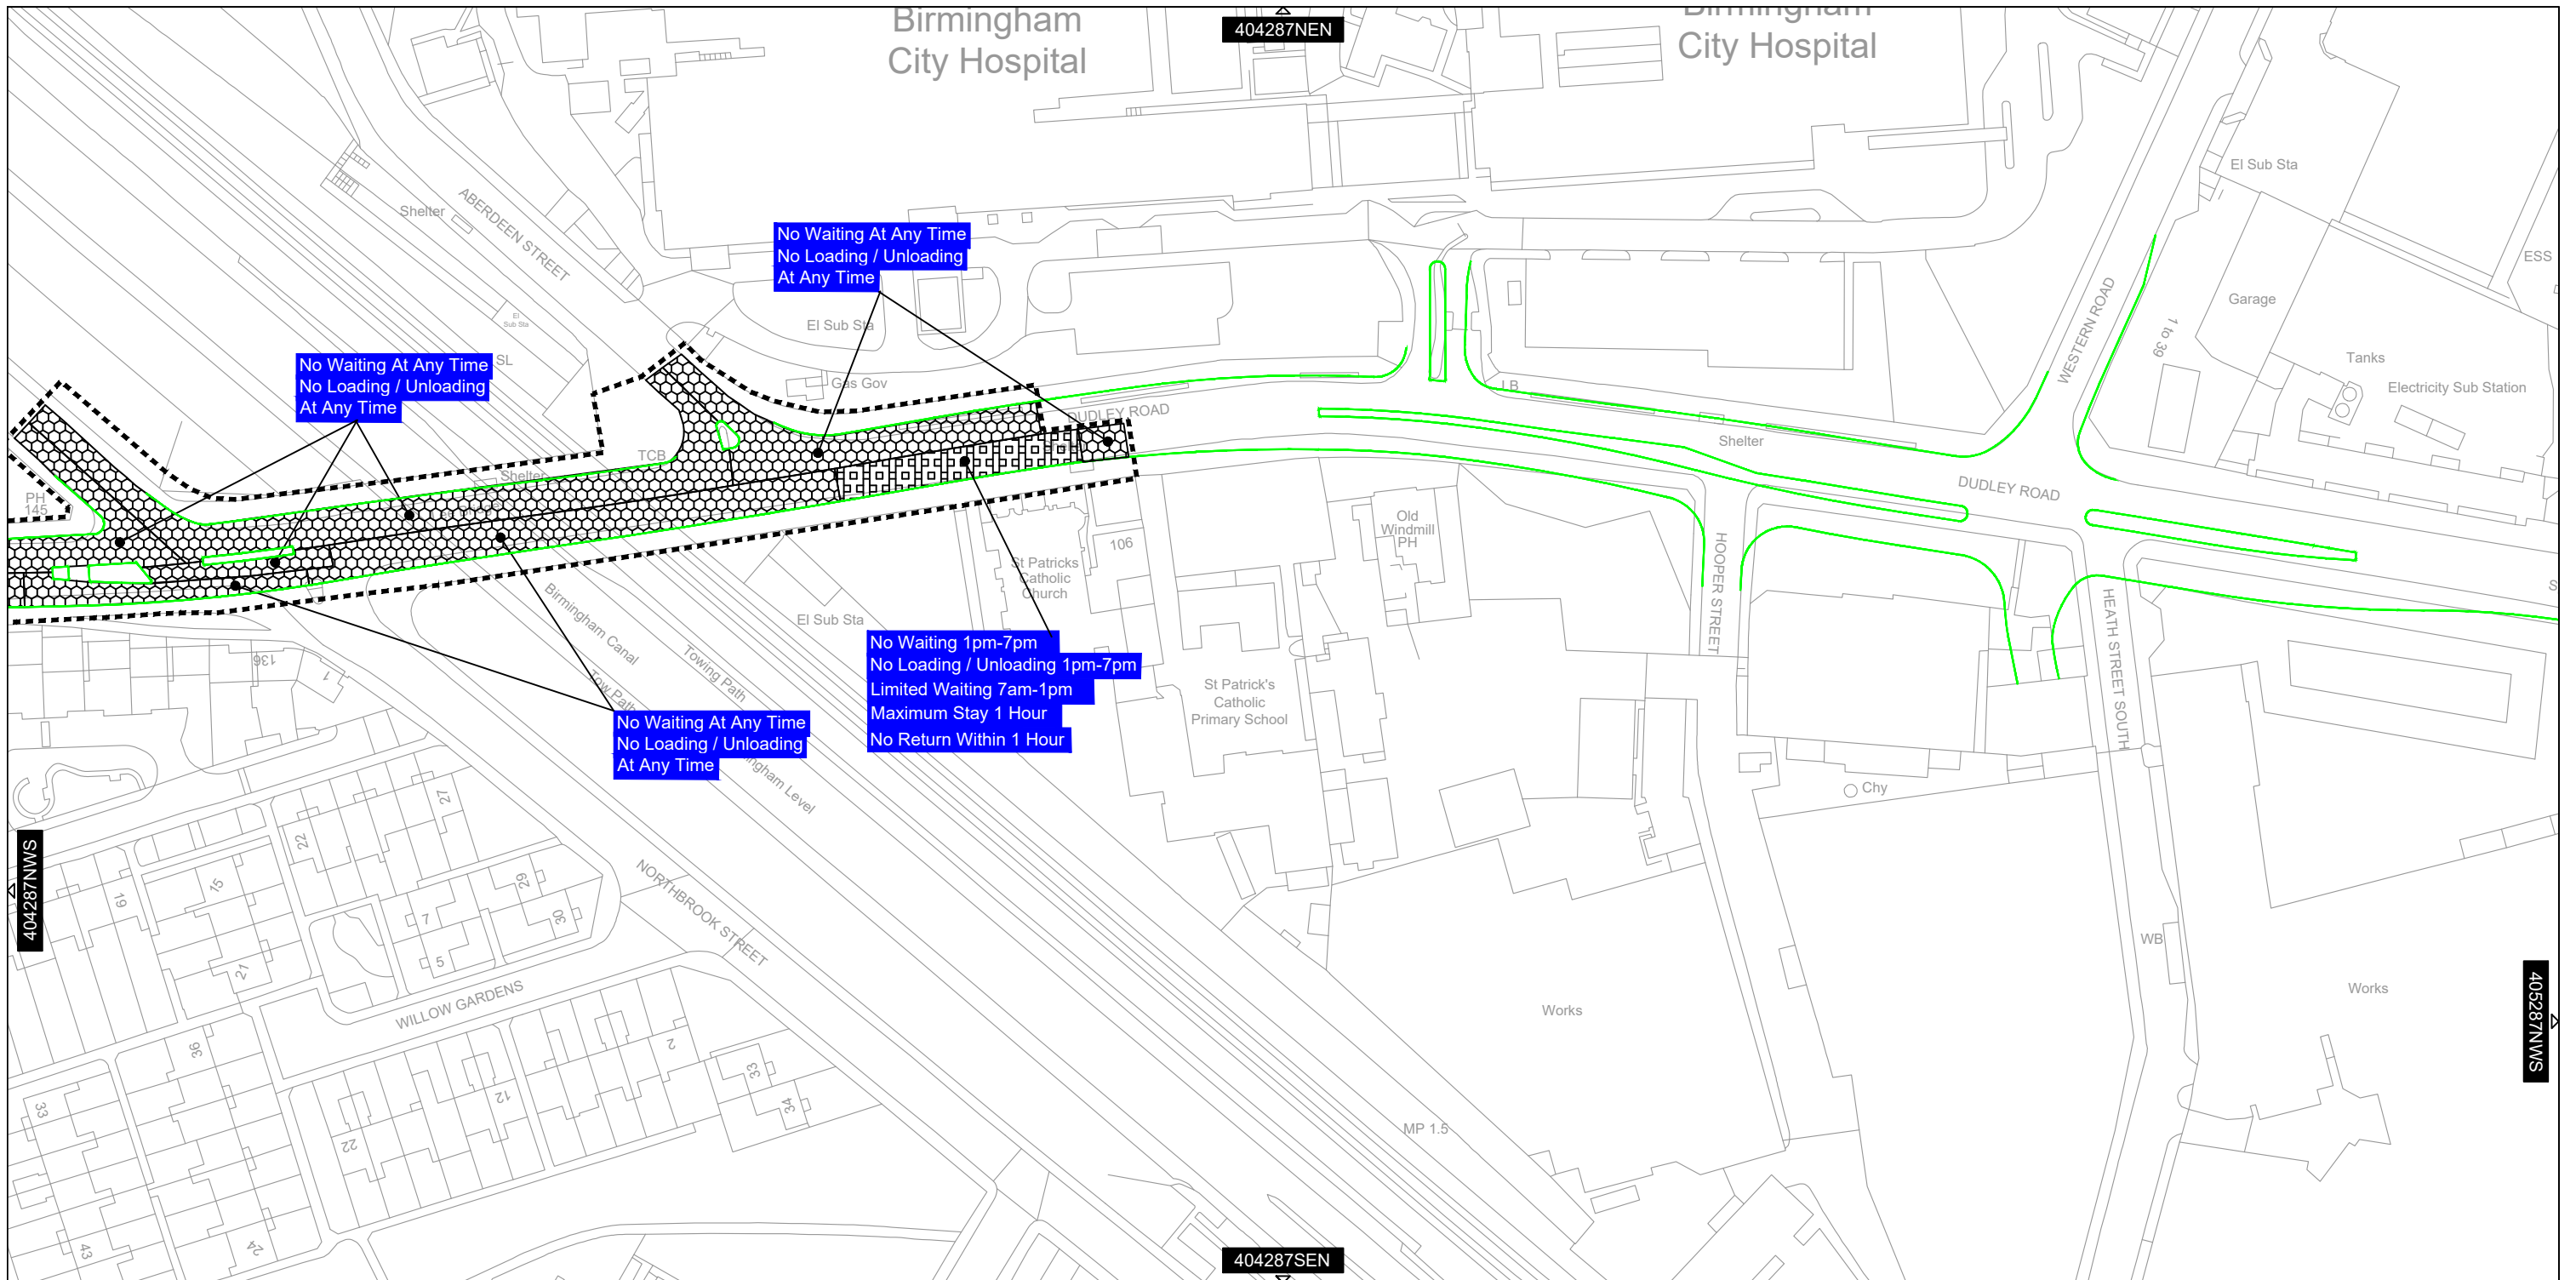 Birmingham
City Hospital
404287NEN
City Hospital
El Sub Sta
ABERDEEN STREET
Shelter
No Waiting At Any Time
No Loading / Unloading
At Any Time
ESS
WESTERN ROAD
Garage
1 to 39
El
Sub Sta
El Sub Sta
Tanks
Electricity Sub Station
SL
No Waiting At Any Time
No Loading / Unloading
At Any Time
Gas Gov
LB
DUDLEY ROAD
Shelter
TCB
Shelter
PH
145
DUDLEY ROAD
Old
Windmill
PH
106
St Patricks
Catholic
Church
HOOPER STREET
HEATH STREET SOUTH
Birmingham Canal
El Sub Sta
Towing Path
Tow Path
136
1
No Waiting 1pm-7pm
No Loading / Unloading 1pm-7pm
Limited Waiting 7am-1pm
Maximum Stay 1 Hour
No Return Within 1 Hour
St Patrick's
Catholic
Primary School
No Waiting At Any Time
No Loading / Unloading
At Any Time
ingham Level
27
22
Chy
404287NWS
19
15
29
7
30
5
21
NORTHBROOK STREET
WB
Works
Works
405287NWS
WILLOW GARDENS
36
2
33
34
12
33
22
MP 1.5
43
24
404287SEN